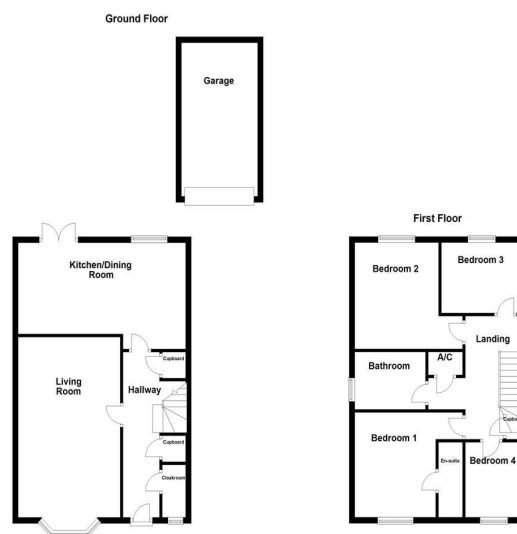 Ground Floor
Garage
Kitchen/Dining
Room
Cupboard
Living
Room
Hallway
Cupboard
Cloakroom
First Floor
Bedroom 2
Bedroom 3
Landing
A/C
Bathroom
Bedroom 1
En-suite
Bedroom 4